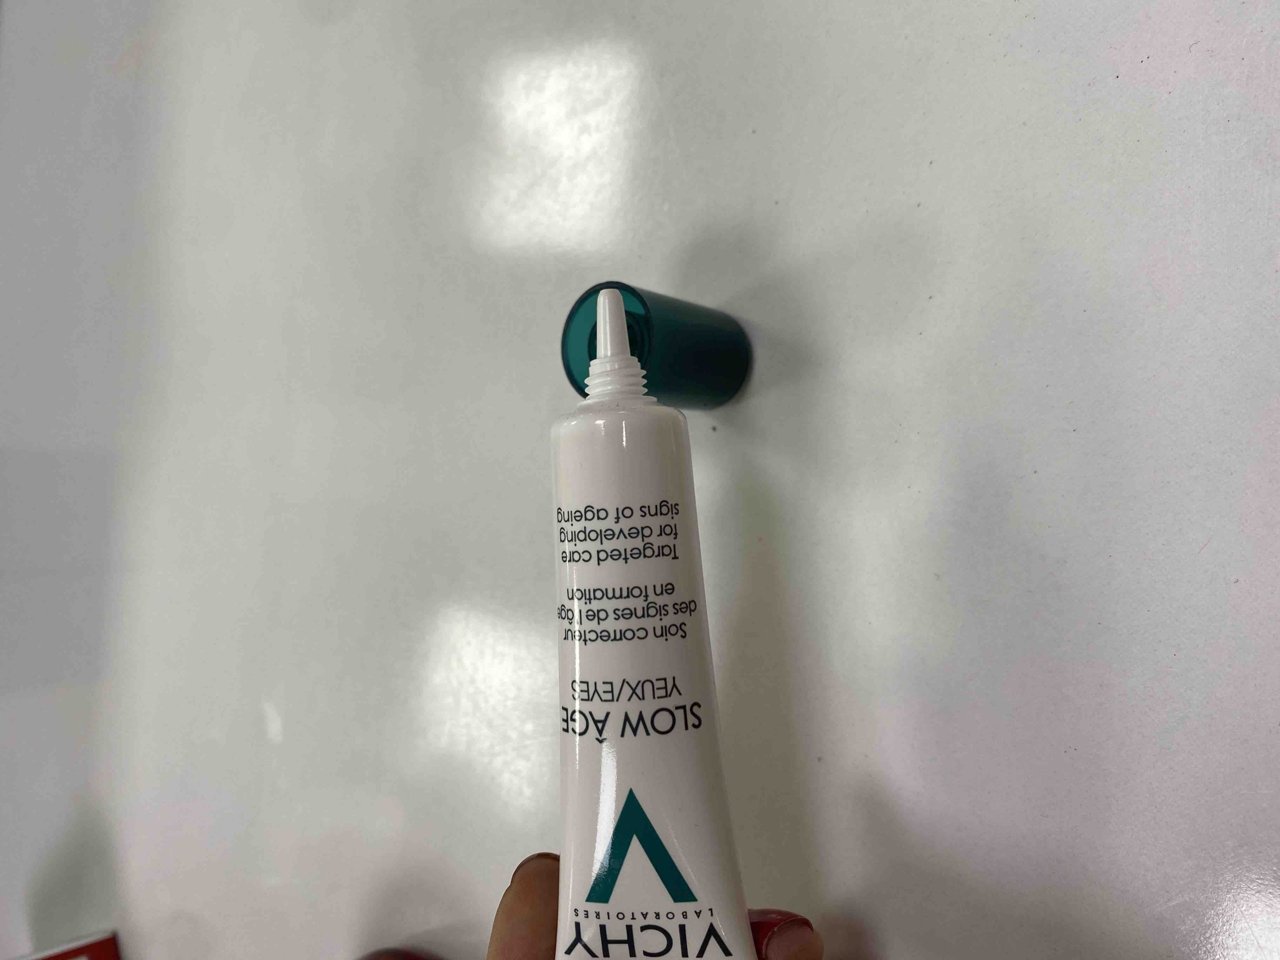 VICHY
LABORATOIRES
SLOW ÂGE
YEUX/EYES
Soin correcteur
des signes de l'âge
en formation
Targeted care
for developing
signs of ageing